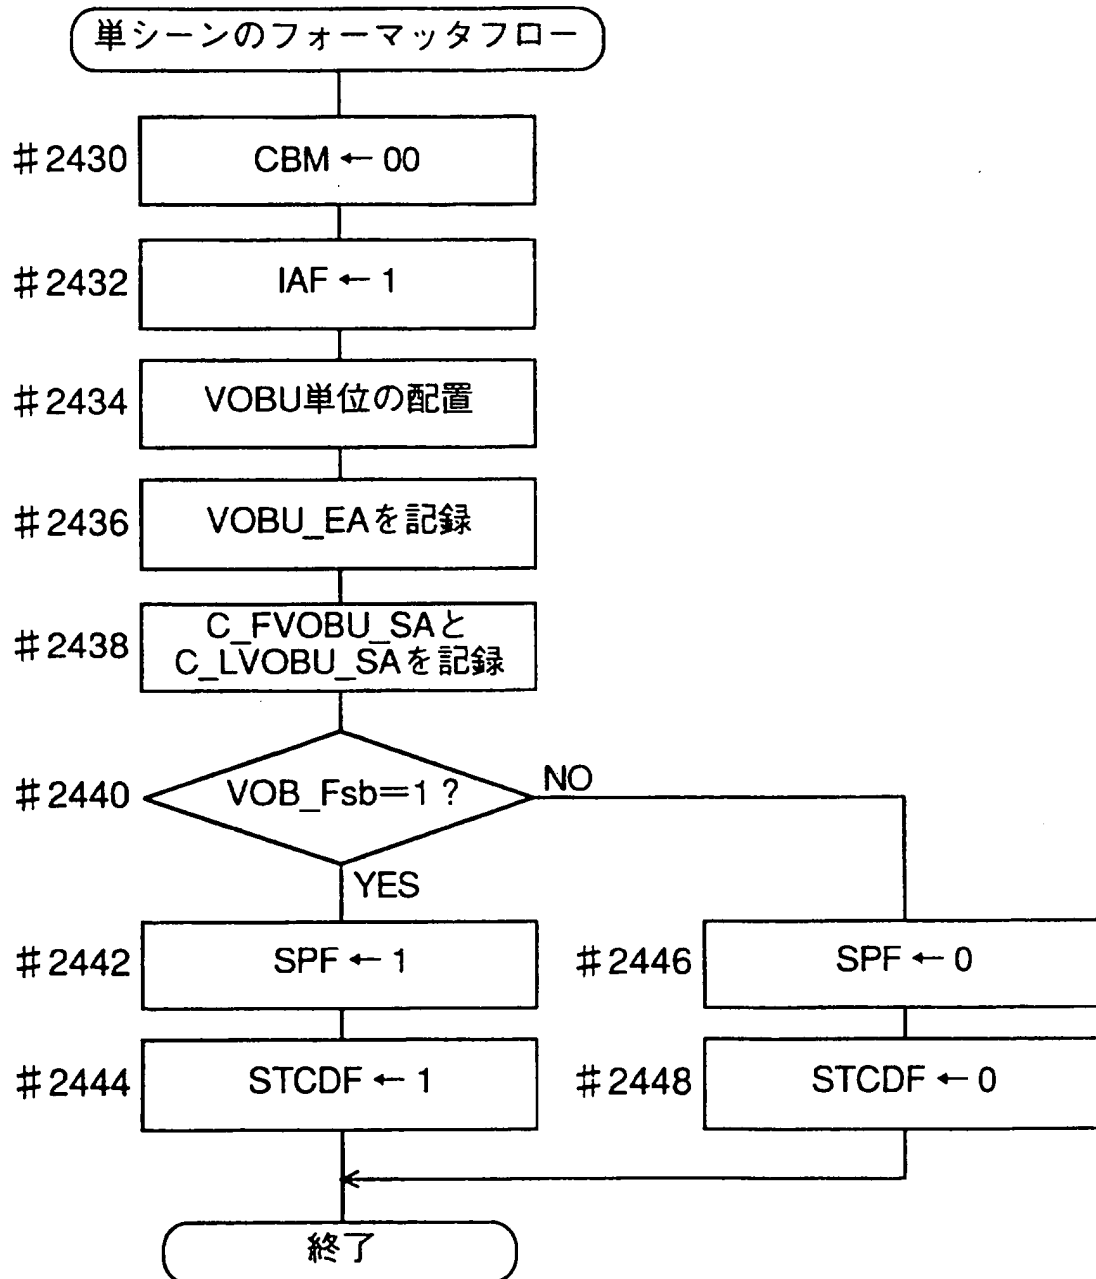 単シーンのフォーマッタフロー
#2430
CBM ← 00
#2432
IAF ← 1
#2434
VOBU単位の配置
#2436
VOBU_EAを記録
#2438
C_FVOBU_SAと
C_LVOBU_SAを記録
#2440
VOB_Fsb=1 ?
NO
YES
#2442
SPF ← 1
#2446
SPF ← 0
#2444
STCDF ← 1
#2448
STCDF ← 0
終了